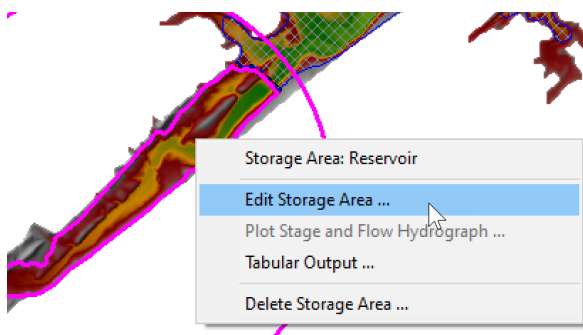 Storage Area: Reservoir
Edit Storage Area ...
Plot Stage and Flow Hydrograph ...
Tabular Output ...
Delete Storage Area ...